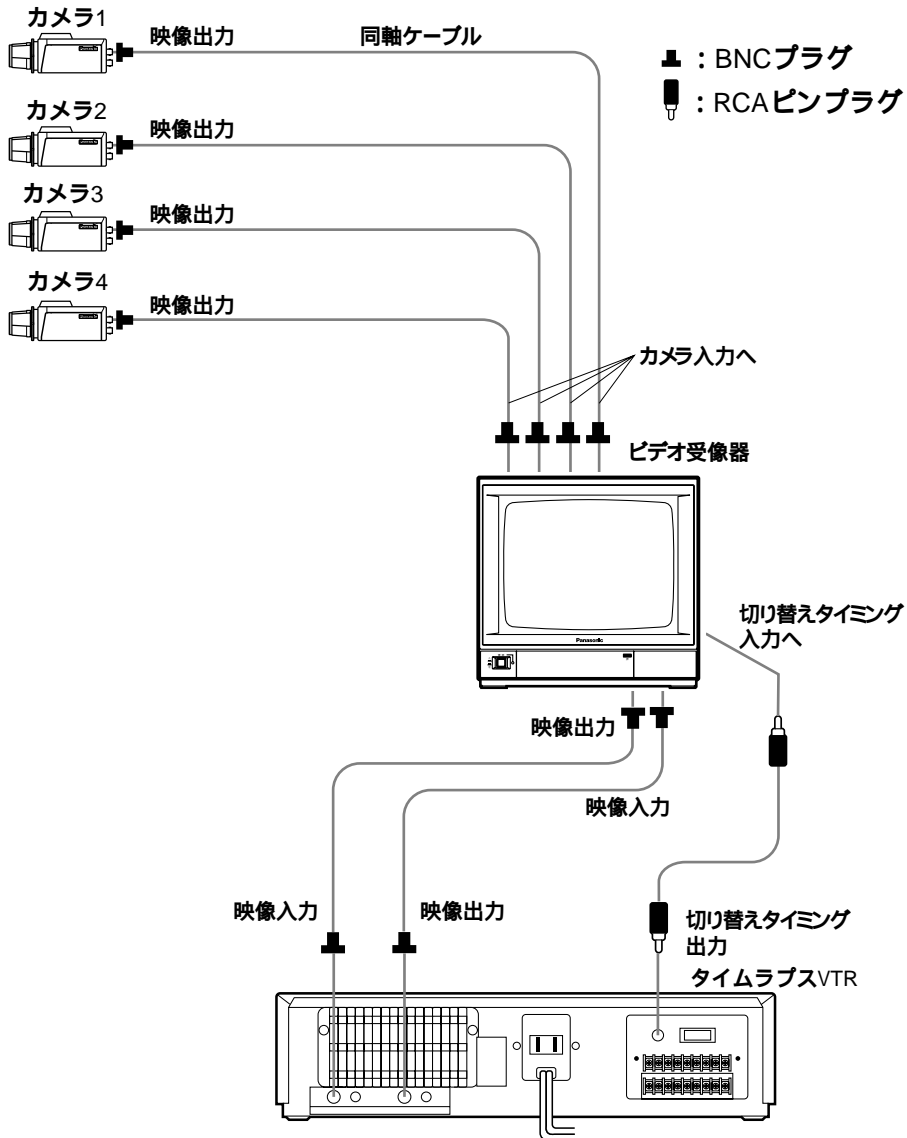 カメラ1
映像出力
同軸ケーブル
: BNCプラグ
: RCAピンプラグ
カメラ2
映像出力
カメラ3
映像出力
カメラ4
映像出力
カメラ入力へ
ビデオ受像器
Panasonic
切り替えタイミング
入力へ
映像出力
映像入力
映像入力
映像出力
切り替えタイミング
出力
タイムラプスVTR